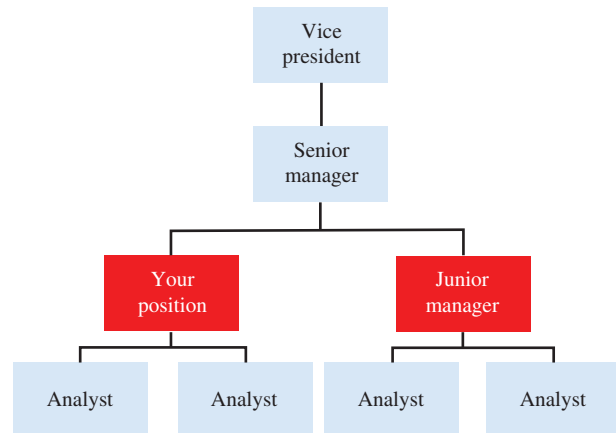 Vice
president
Senior
manager
Your
position
Junior
manager
Analyst
Analyst
Analyst
Analyst